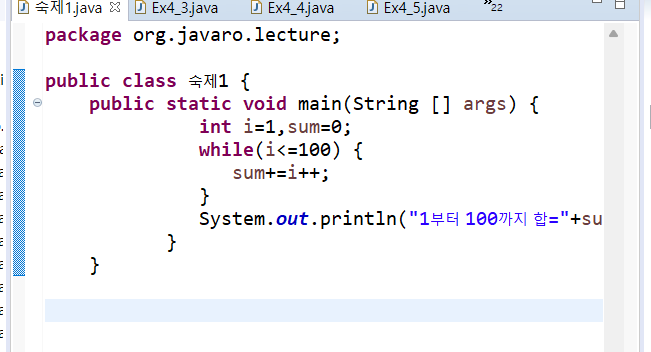 숙제1.java Ex4_3.java Ex4_4.java Ex4_5.java »22
package org.javaro.lecture;
public class 숙제1 {
public static void main(String [] args) {
int i=1,sum=0;
while(i<=100) {
sum+=i++;
}
System.out.println("1부터 100까지 합="+su
}
}